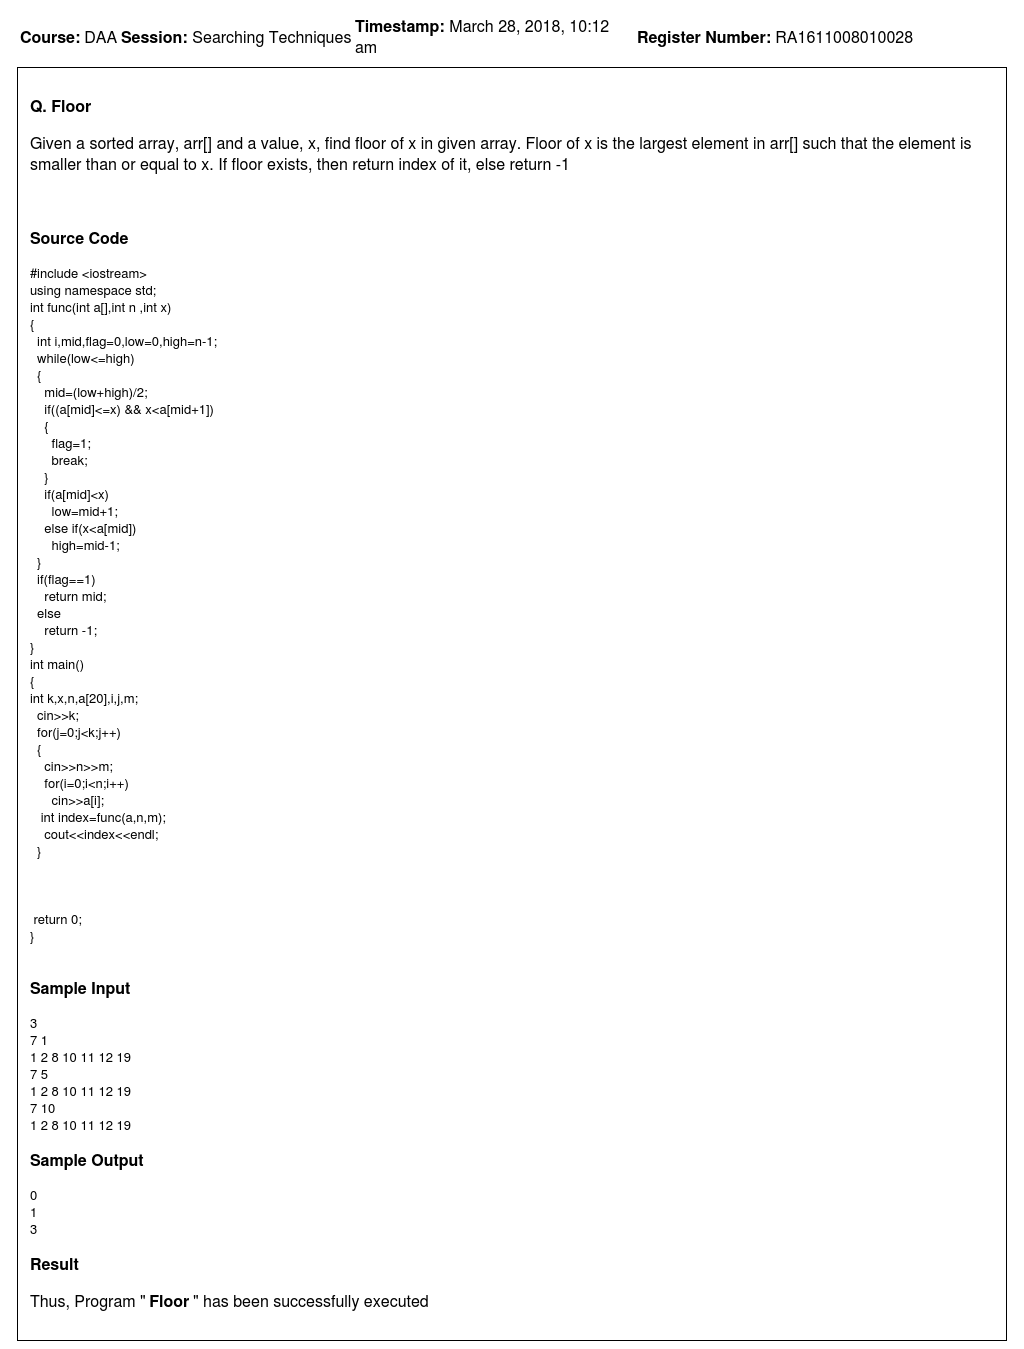 Course: DAA Session: Searching Techniques Timestamp: March 28, 2018, 10:12 am Register Number: RA1611008010028
Q. Floor
Given a sorted array, arr[] and a value, x, find floor of x in given array. Floor of x is the largest element in arr[] such that the element is
smaller than or equal to x. If floor exists, then return index of it, else return -1
Source Code
#include <iostream>
using namespace std;
int func(int a[],int n ,int x)
{
  int i,mid,flag=0,low=0,high=n-1;
  while(low<=high)
  {
    mid=(low+high)/2;
    if((a[mid]<=x) && x<a[mid+1])
    {
      flag=1;
      break;
    }
    if(a[mid]<x)
      low=mid+1;
    else if(x<a[mid])
      high=mid-1;
  }
  if(flag==1)
    return mid;
  else
    return -1;
}
int main()
{
int k,x,n,a[20],i,j,m;
  cin>>k;
  for(j=0;j<k;j++)
  {
    cin>>n>>m;
    for(i=0;i<n;i++)
      cin>>a[i];
   int index=func(a,n,m);
    cout<<index<<endl;
  }
 return 0;
}
Sample Input
3
7 1
1 2 8 10 11 12 19
7 5
1 2 8 10 11 12 19
7 10
1 2 8 10 11 12 19
Sample Output
0
1
3
Result
Thus, Program " Floor " has been successfully executed